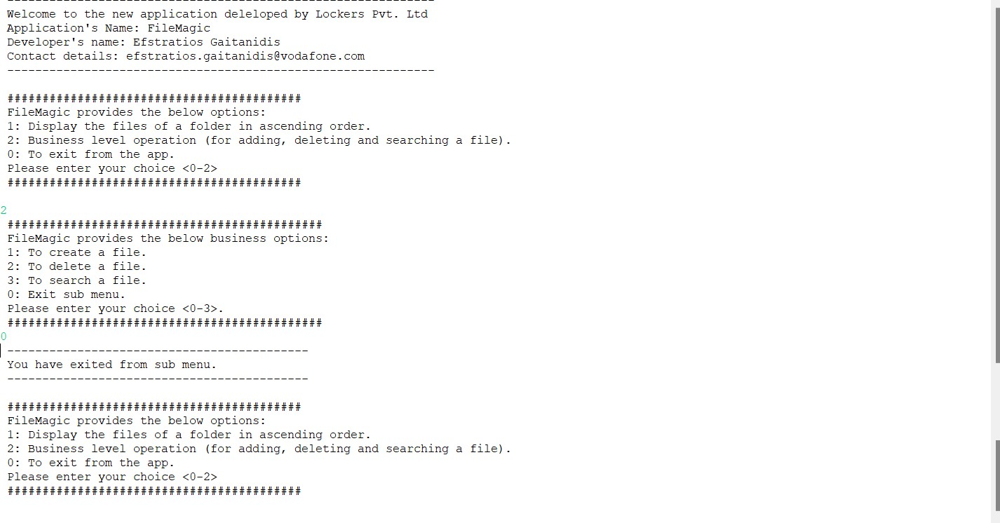 ---------------------------------------------------------------
Welcome to the new application deleloped by Lockers Pvt. Ltd
Application's Name: FileMagic
Developer's name: Efstratios Gaitanidis
Contact details: efstratios.gaitanidis@vodafone.com
-------------------------------------------------------------
##########################################
FileMagic provides the below options:
1: Display the files of a folder in ascending order.
2: Business level operation (for adding, deleting and searching a file).
0: To exit from the app.
Please enter your choice <0-2>
##########################################
2
#############################################
FileMagic provides the below business options:
1: To create a file.
2: To delete a file.
3: To search a file.
0: Exit sub menu.
Please enter your choice <0-3>.
#############################################
0
-------------------------------------------
You have exited from sub menu.
-------------------------------------------
##########################################
FileMagic provides the below options:
1: Display the files of a folder in ascending order.
2: Business level operation (for adding, deleting and searching a file).
0: To exit from the app.
Please enter your choice <0-2>
##########################################